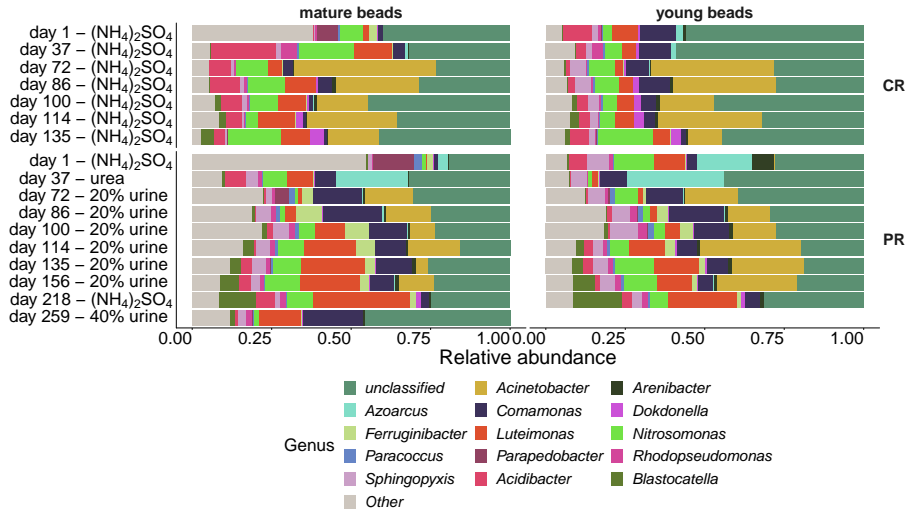 mature beads young beads
day 1 – (NH₄)₂SO₄
day 37 – (NH₄)₂SO₄
day 72 – (NH₄)₂SO₄
day 86 – (NH₄)₂SO₄ CR
day 100 – (NH₄)₂SO₄
day 114 – (NH₄)₂SO₄
day 135 – (NH₄)₂SO₄
day 1 – (NH₄)₂SO₄
day 37 – urea
day 72 – 20% urine
day 86 – 20% urine
day 100 – 20% urine
day 114 – 20% urine PR
day 135 – 20% urine
day 156 – 20% urine
day 218 – (NH₄)₂SO₄
day 259 – 40% urine
0.00 0.25 0.50 0.75 1.00 0.00 0.25 0.50 0.75 1.00
Relative abundance
Genus
unclassified Acinetobacter Arenibacter
Azoarcus Comamonas Dokdonella
Ferruginibacter Luteimonas Nitrosomonas
Paracoccus Parapedobacter Rhodopseudomonas
Sphingopyxis Acidibacter Blastocatella
Other